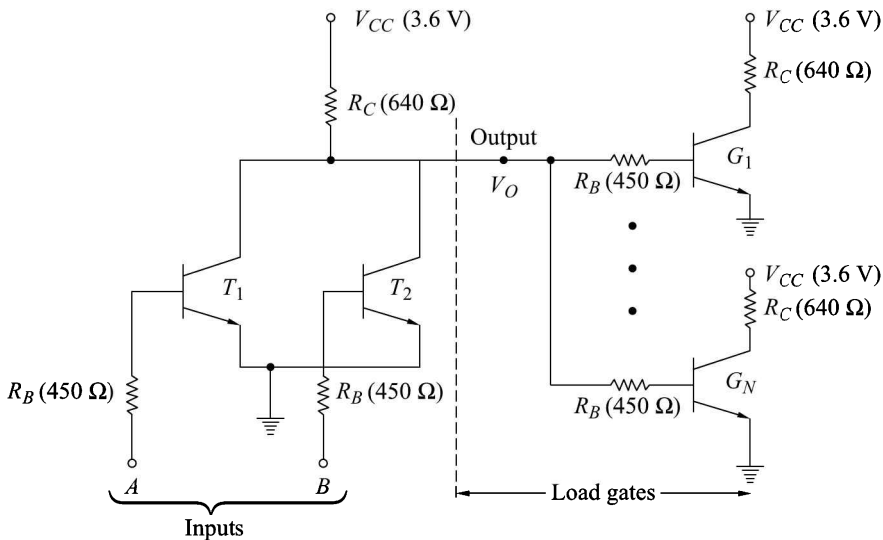 V_CC (3.6 V)
R_C (640 Ω)
V_CC (3.6 V)
R_C (640 Ω)
Output
V_O
R_B (450 Ω)
G_1
T_1
T_2
V_CC (3.6 V)
R_C (640 Ω)
R_B (450 Ω)
R_B (450 Ω)
R_B (450 Ω)
G_N
A
B
Inputs
Load gates